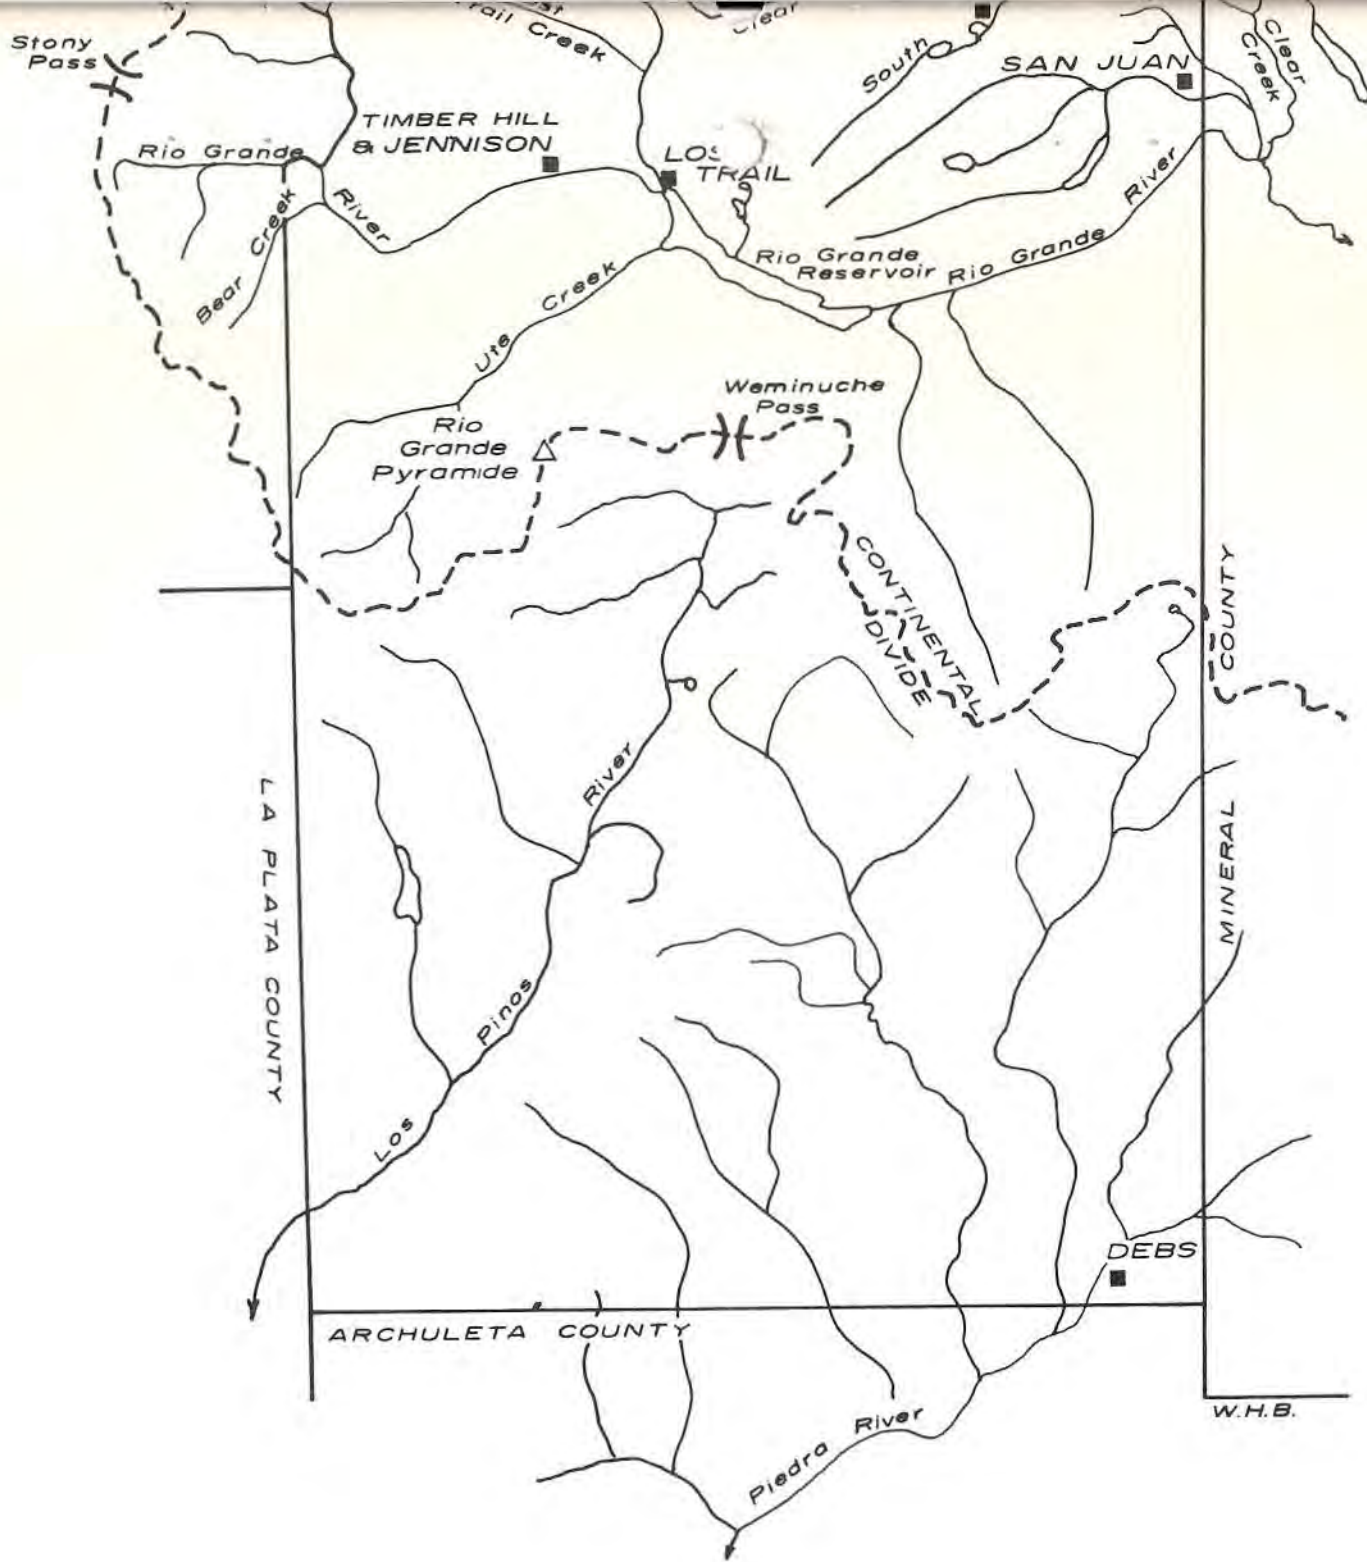 Trail Creek
Clear
Stony
Pass
South
SAN JUAN
Clear
Creek
TIMBER HILL
& JENNISON
Rio Grande
TRAIL
River
River
Bear Creek
Rio Grande
Reservoir
Rio Grande
Ute Creek
Weminuche
Pass
Rio
Grande
Pyramide
CONTINENTAL
DIVIDE
MINERAL COUNTY
LA PLATA COUNTY
Los Pinos River
DEBS
ARCHULETA COUNTY
W.H.B.
Piedra River